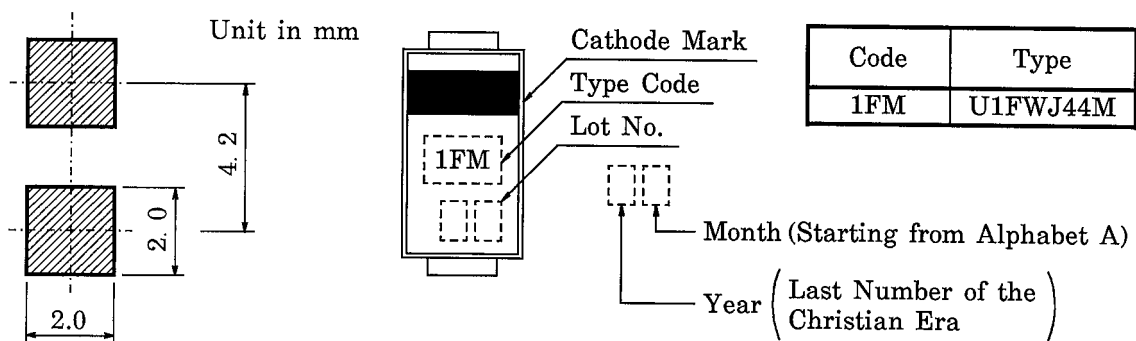 Unit in mm
4. 2
2. 0
2.0
Cathode Mark
Type Code
Lot No.
1FM
Month (Starting from Alphabet A)
Year (Last Number of the
Christian Era)
Code Type
1FM U1FWJ44M